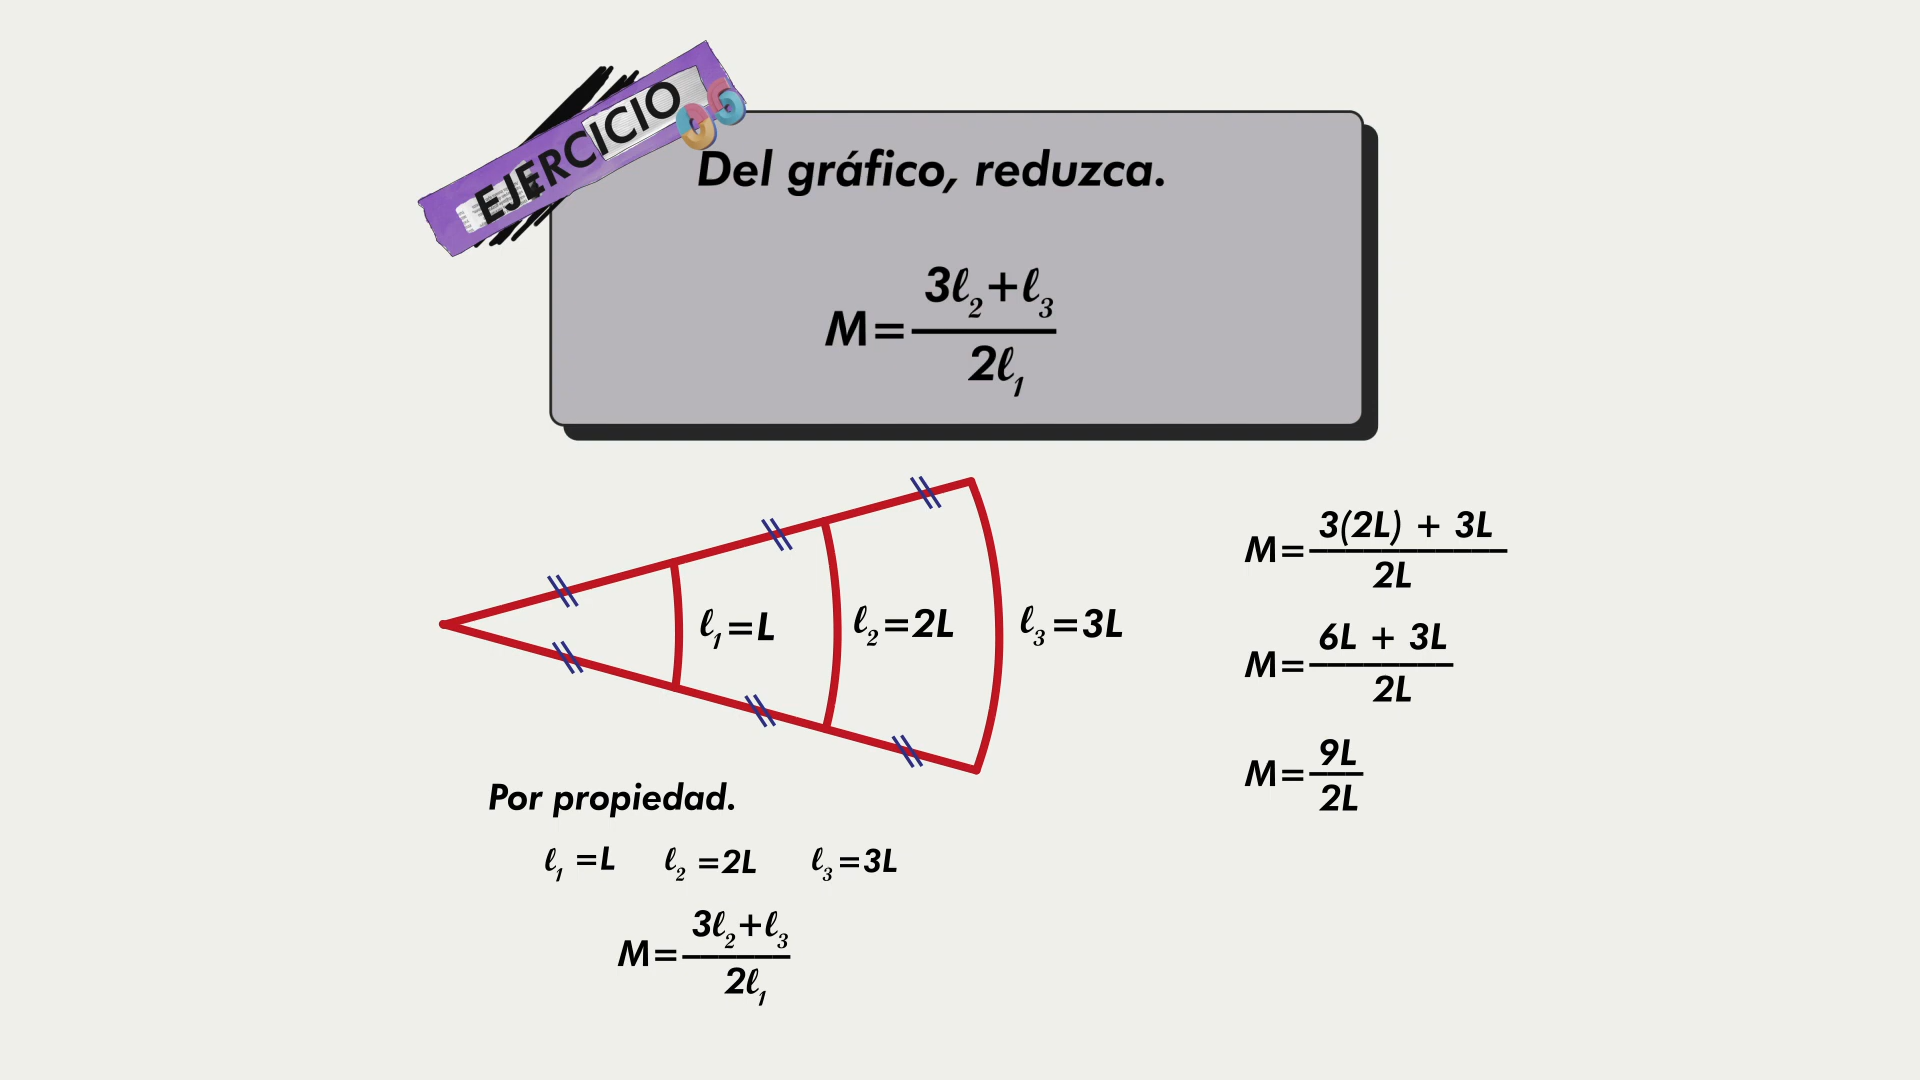 EJERCICIO 05
Del gráfico, reduzca.
M=(3ℓ₂+ℓ₃)/(2ℓ₁)
ℓ₁=L
ℓ₂=2L
ℓ₃=3L
Por propiedad.
ℓ₁ =L ℓ₂ =2L ℓ₃=3L
M=(3ℓ₂+ℓ₃)/(2ℓ₁)
M=(3(2L) + 3L)/(2L)
M=(6L + 3L)/(2L)
M=9L/2L